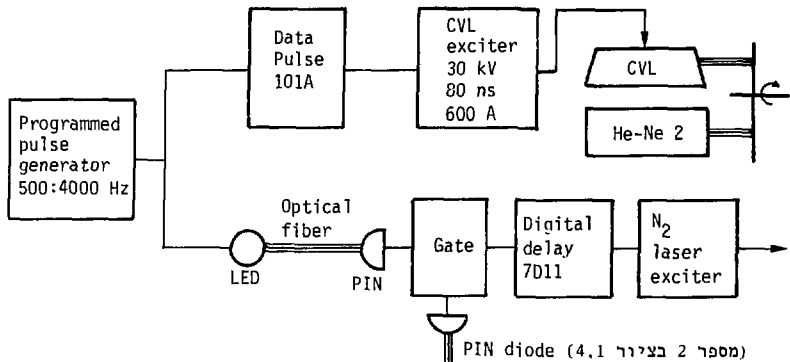 Data
Pulse
101A
CVL
exciter
30 kV
80 ns
600 A
CVL
He-Ne 2
Programmed
pulse
generator
500:4000 Hz
Optical
fiber
LED
PIN
Gate
Digital
delay
7D11
N₂
laser
exciter
PIN diode (4.1 מספר 2 בציור)